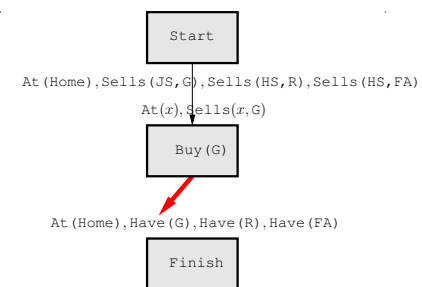 Start
At(Home),Sells(JS,G),Sells(HS,R),Sells(HS,FA)
At(x),Sells(x,G)
Buy(G)
At(Home),Have(G),Have(R),Have(FA)
Finish